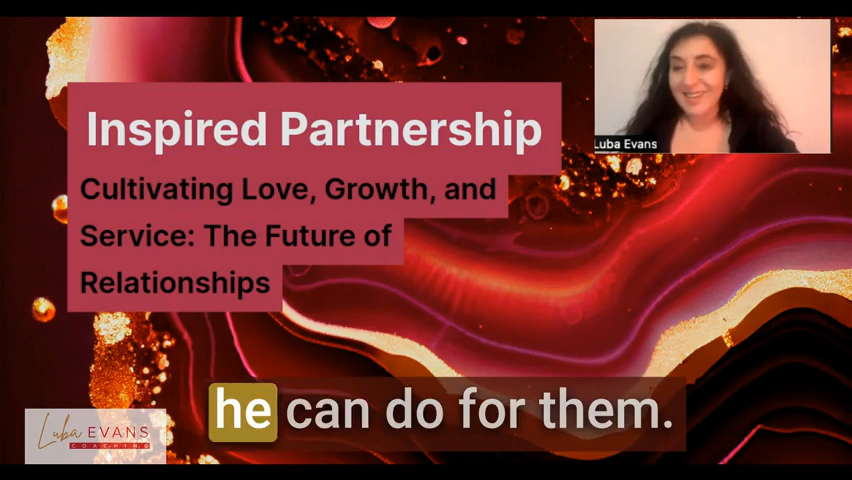 Inspired Partnership
Cultivating Love, Growth, and
Service: The Future of
Relationships
Luba Evans
he can do for them.
Luba EVANS
COACHING